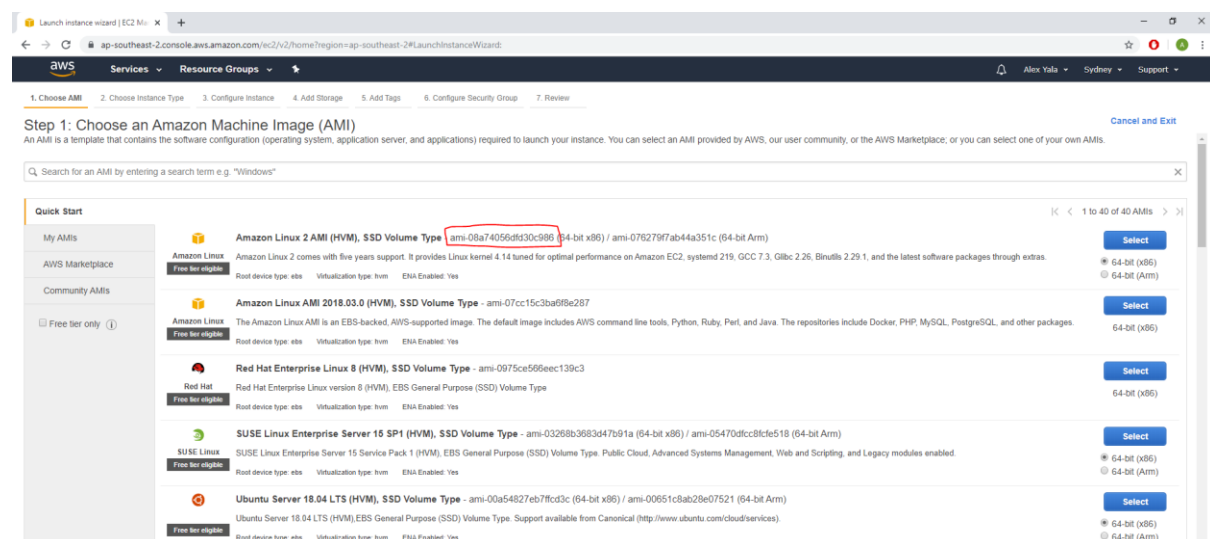 Launch instance wizard | EC2 Ma
ap-southeast-2.console.aws.amazon.com/ec2/v2/home?region=ap-southeast-2#LaunchInstanceWizard:
aws Services Resource Groups Alex Yala Sydney Support
1. Choose AMI 2. Choose Instance Type 3. Configure Instance 4. Add Storage 5. Add Tags 6. Configure Security Group 7. Review
Step 1: Choose an Amazon Machine Image (AMI)
Cancel and Exit
An AMI is a template that contains the software configuration (operating system, application server, and applications) required to launch your instance. You can select an AMI provided by AWS, our user community, or the AWS Marketplace; or you can select one of your own AMIs.
Search for an AMI by entering a search term e.g. "Windows"
Quick Start
1 to 40 of 40 AMIs
My AMIs
AWS Marketplace
Community AMIs
Free tier only
Amazon Linux
Free tier eligible
Amazon Linux 2 AMI (HVM), SSD Volume Type - ami-08a74056dfd30c986 (64-bit x86) / ami-076279f7ab44a351c (64-bit Arm)
Amazon Linux 2 comes with five years support. It provides Linux kernel 4.14 tuned for optimal performance on Amazon EC2, systemd 219, GCC 7.3, Glibc 2.26, Binutils 2.29.1, and the latest software packages through extras.
Root device type: ebs Virtualization type: hvm ENA Enabled: Yes
Select
64-bit (x86)
64-bit (Arm)
Amazon Linux
Free tier eligible
Amazon Linux AMI 2018.03.0 (HVM), SSD Volume Type - ami-07cc15c3ba6f8e287
The Amazon Linux AMI is an EBS-backed, AWS-supported image. The default image includes AWS command line tools, Python, Ruby, Perl, and Java. The repositories include Docker, PHP, MySQL, PostgreSQL, and other packages.
Root device type: ebs Virtualization type: hvm ENA Enabled: Yes
Select
64-bit (x86)
Red Hat
Free tier eligible
Red Hat Enterprise Linux 8 (HVM), SSD Volume Type - ami-0975ce566eec139c3
Red Hat Enterprise Linux version 8 (HVM), EBS General Purpose (SSD) Volume Type
Root device type: ebs Virtualization type: hvm ENA Enabled: Yes
Select
64-bit (x86)
SUSE Linux
Free tier eligible
SUSE Linux Enterprise Server 15 SP1 (HVM), SSD Volume Type - ami-03268b3683d47b91a (64-bit x86) / ami-05470dfcc8fcfe518 (64-bit Arm)
SUSE Linux Enterprise Server 15 Service Pack 1 (HVM), EBS General Purpose (SSD) Volume Type. Public Cloud, Advanced Systems Management, Web and Scripting, and Legacy modules enabled.
Root device type: ebs Virtualization type: hvm ENA Enabled: Yes
Select
64-bit (x86)
64-bit (Arm)
Free tier eligible
Ubuntu Server 18.04 LTS (HVM), SSD Volume Type - ami-00a54827eb7ffcd3c (64-bit x86) / ami-00651c8ab28e07521 (64-bit Arm)
Ubuntu Server 18.04 LTS (HVM),EBS General Purpose (SSD) Volume Type. Support available from Canonical (http://www.ubuntu.com/cloud/services).
Root device type: ebs Virtualization type: hvm ENA Enabled: Yes
Select
64-bit (x86)
64-bit (Arm)